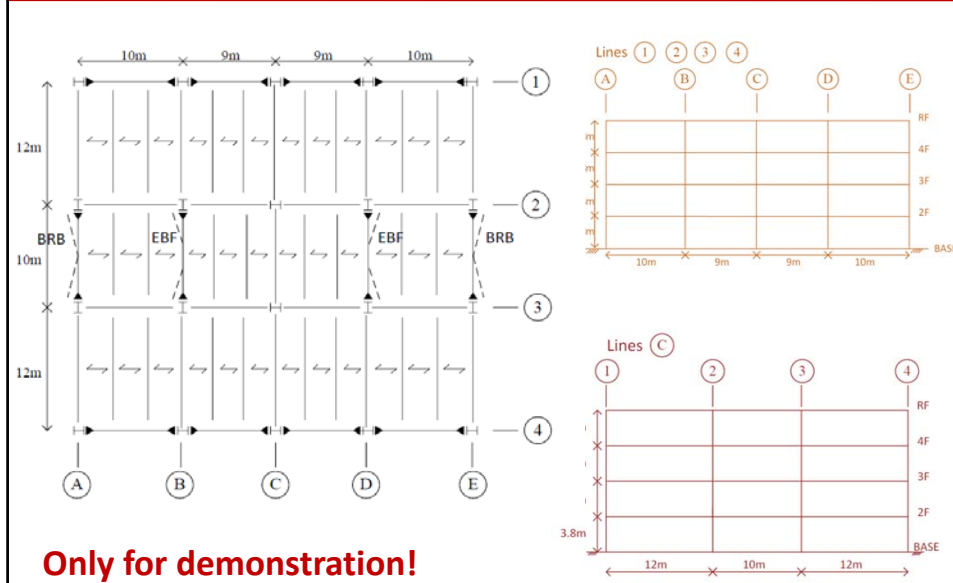 10m 9m 9m 10m
1
12m
2
BRB EBF EBF BRB
10m
3
12m
4
A B C D E
Lines 1 2 3 4
A B C D E
RF
m
4F
m
3F
m
2F
m
BASE
10m 9m 9m 10m
Lines C
1 2 3 4
RF
4F
3F
2F
3.8m
BASE
12m 10m 12m
Only for demonstration!